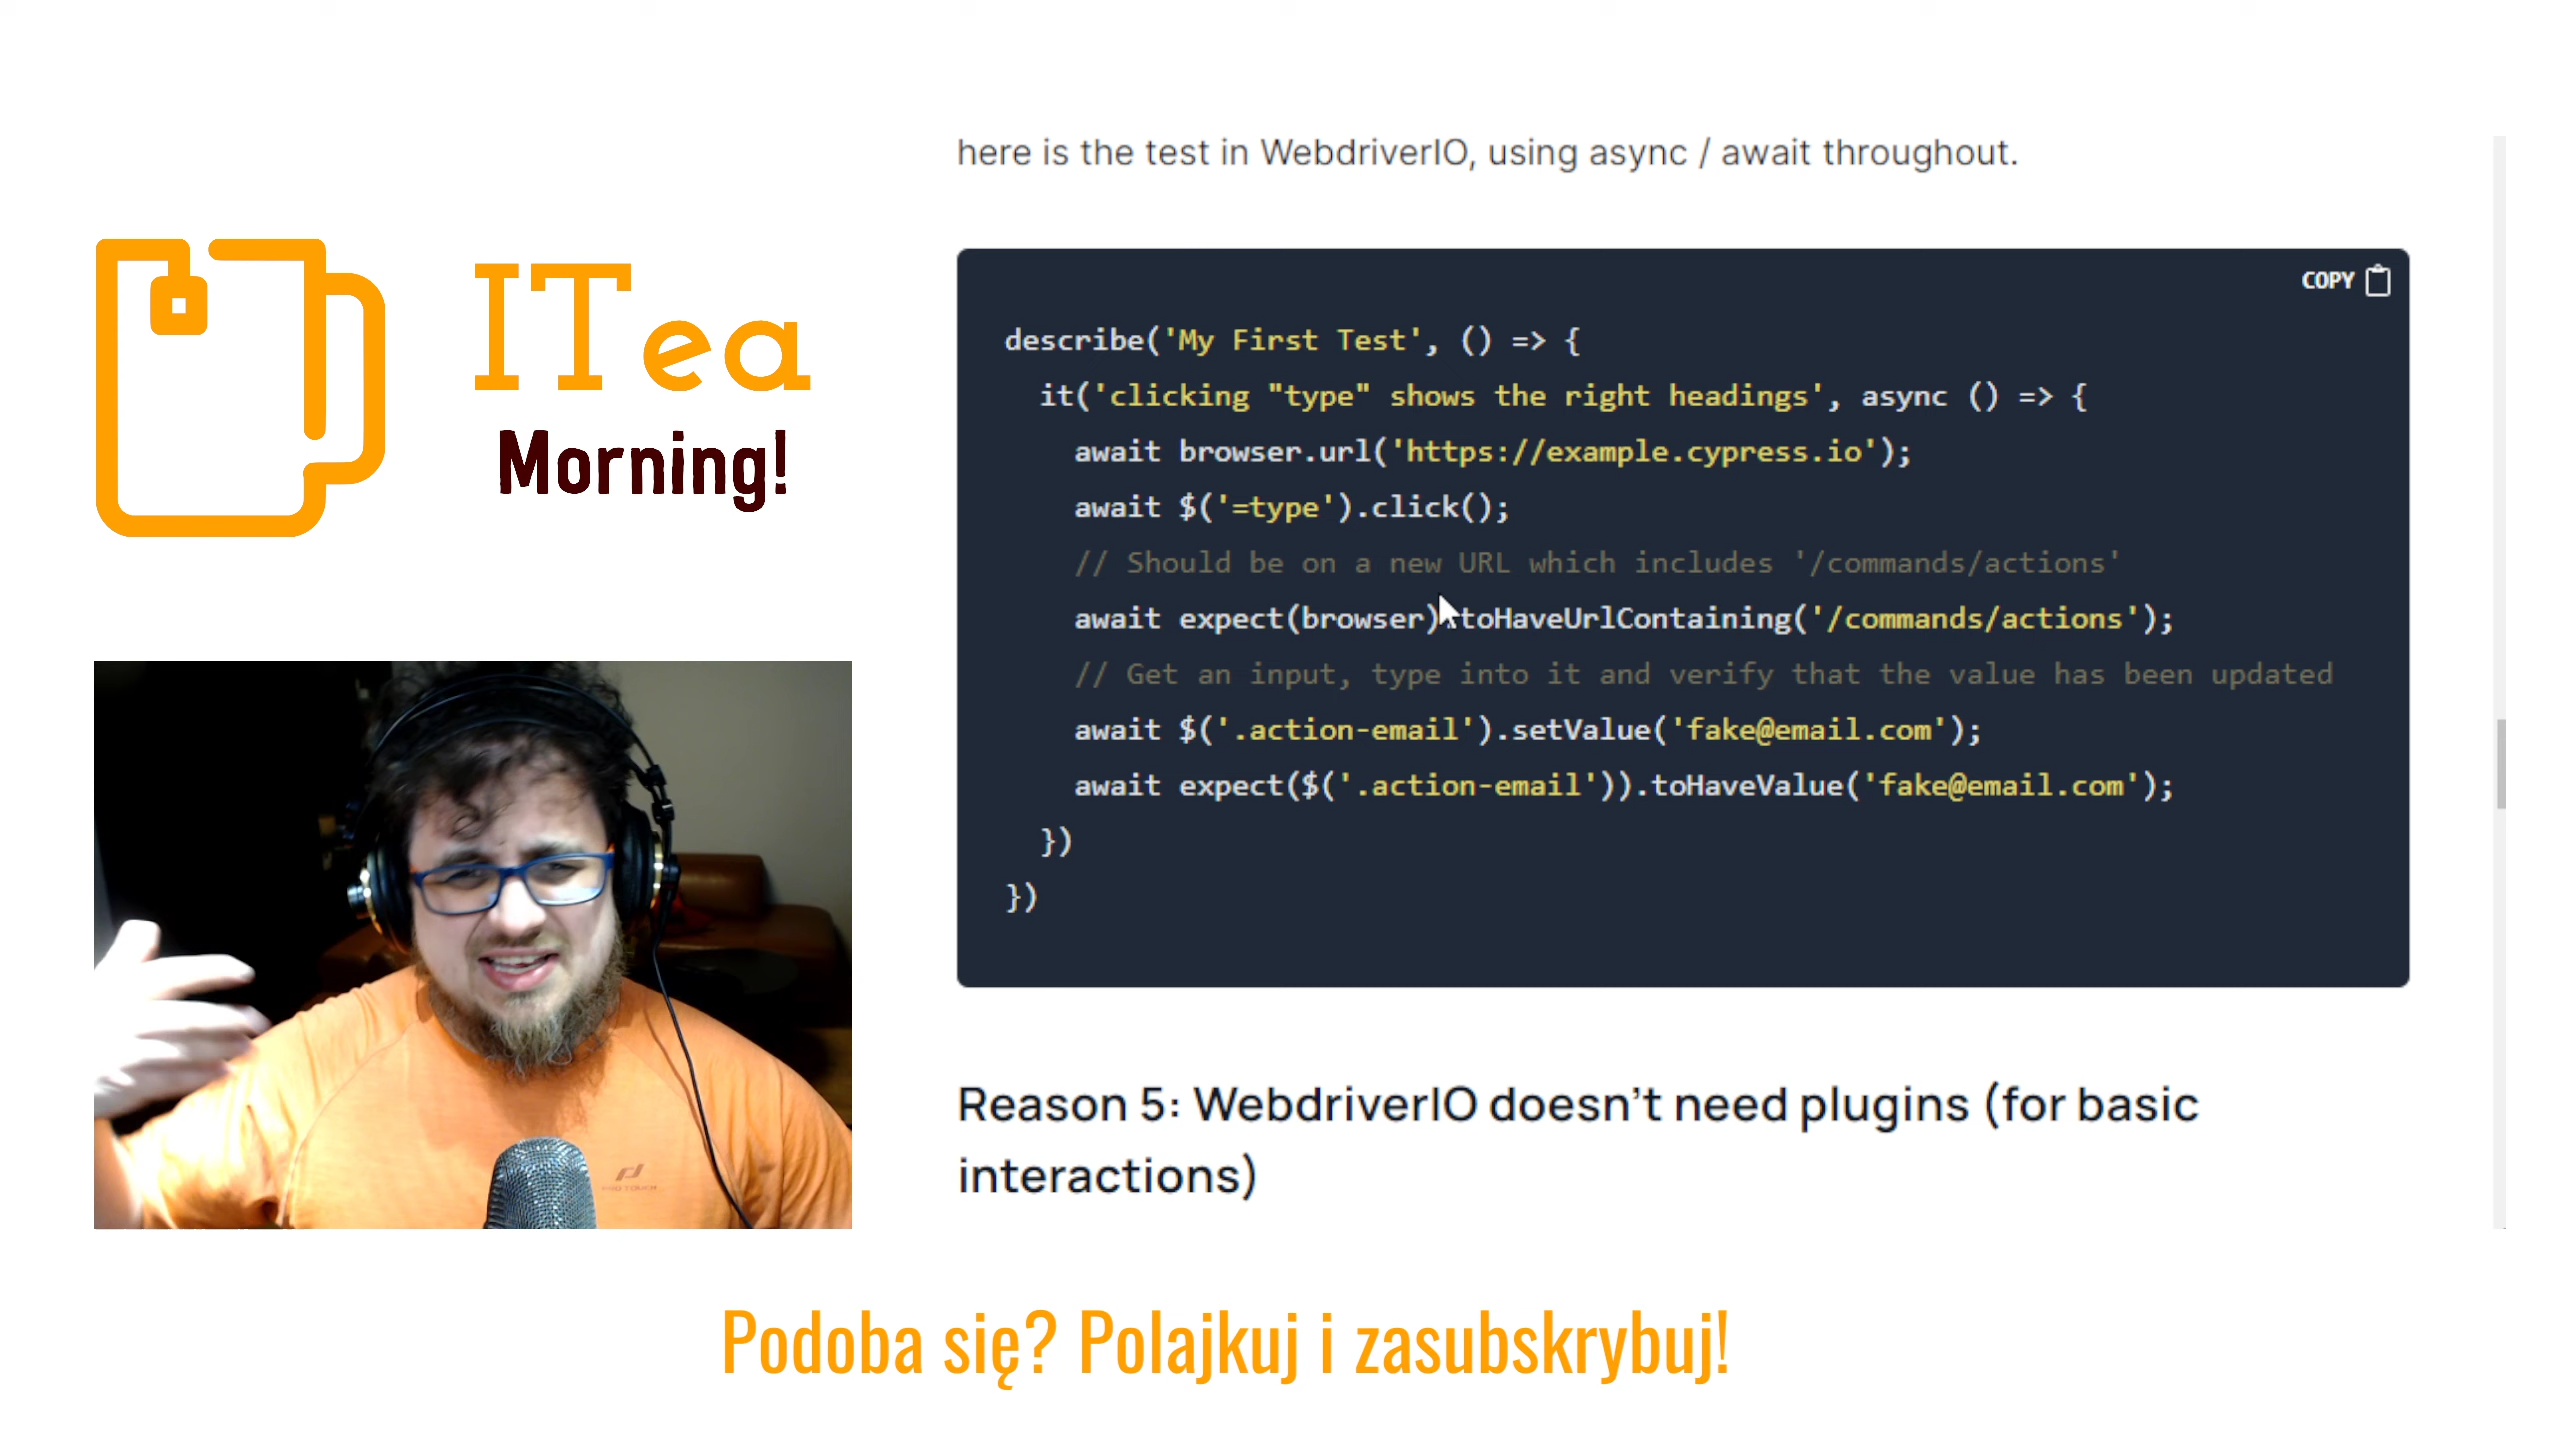 ITea
Morning!
here is the test in WebdriverIO, using async / await throughout.
COPY
describe('My First Test', () => {
it('clicking "type" shows the right headings', async () => {
await browser.url('https://example.cypress.io');
await $('=type').click();
// Should be on a new URL which includes '/commands/actions'
await expect(browser).toHaveUrlContaining('/commands/actions');
// Get an input, type into it and verify that the value has been updated
await $('.action-email').setValue('fake@email.com');
await expect($('.action-email')).toHaveValue('fake@email.com');
})
})
Reason 5: WebdriverIO doesn't need plugins (for basic
interactions)
PRO TOUCH
Podoba się? Polajkuj i zasubskrybuj!